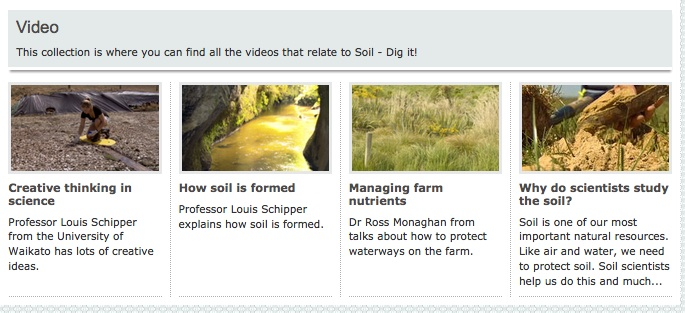 Video
This collection is where you can find all the videos that relate to Soil - Dig it!
Creative thinking in
science
Professor Louis Schipper
from the University of
Waikato has lots of creative
ideas.
How soil is formed
Professor Louis Schipper
explains how soil is formed.
Managing farm
nutrients
Dr Ross Monaghan from
talks about how to protect
waterways on the farm.
Why do scientists study
the soil?
Soil is one of our most
important natural resources.
Like air and water, we need
to protect soil. Soil scientists
help us do this and much...